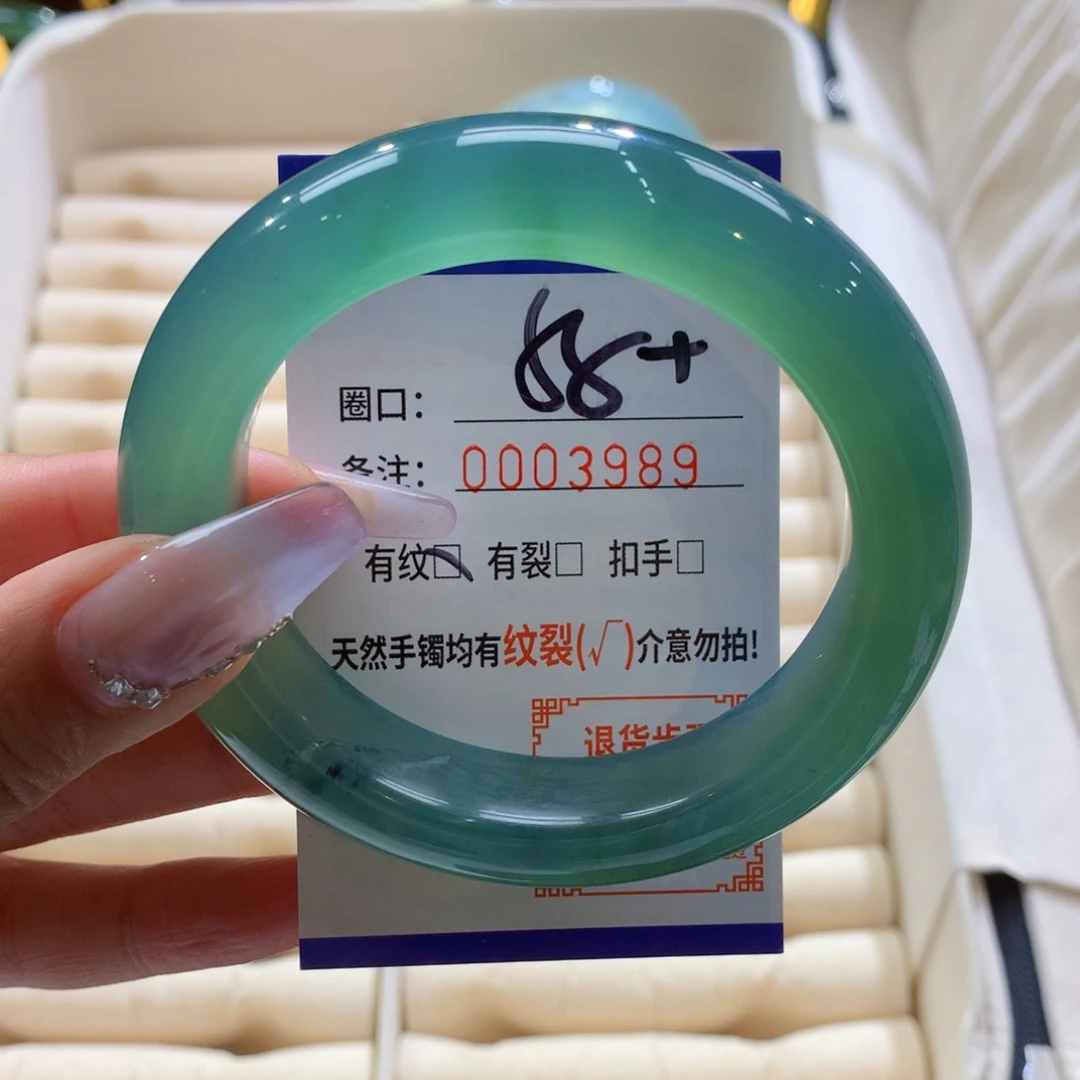 圈口： 58+
备注： 0003989
有纹□ 有裂□ 扣手□
天然手镯均有纹裂(√)介意勿拍!
退货